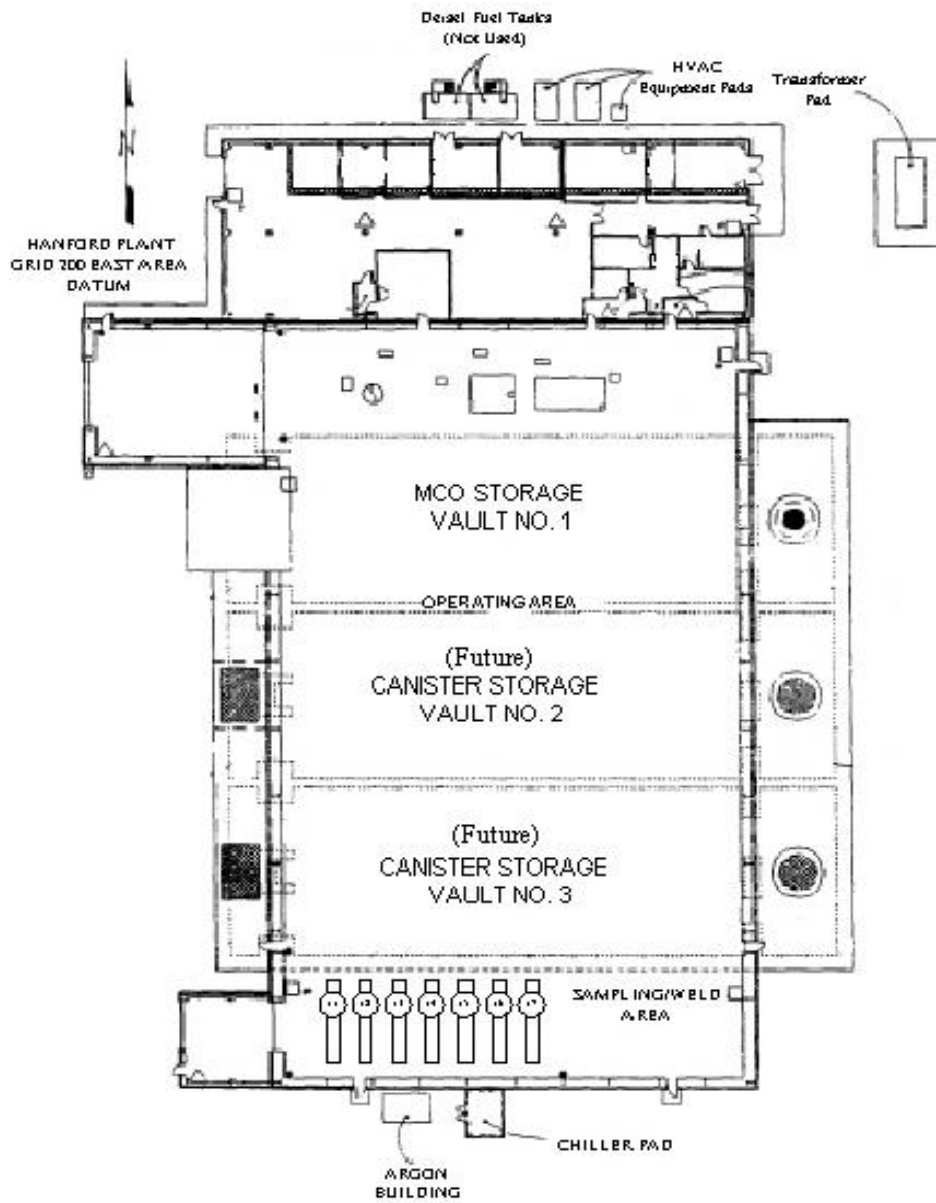 Deisel Fuel Tanks
(Not Used)
HVAC
Equipment Pads
Transformer
Pad
N
HANFORD PLANT
GRID 200 EAST AREA
DATUM
MCO STORAGE
VAULT NO. 1
OPERATING AREA
(Future)
CANISTER STORAGE
VAULT NO. 2
(Future)
CANISTER STORAGE
VAULT NO. 3
SAMPLING/WELD
AREA
CHILLER PAD
ARGON
BUILDING